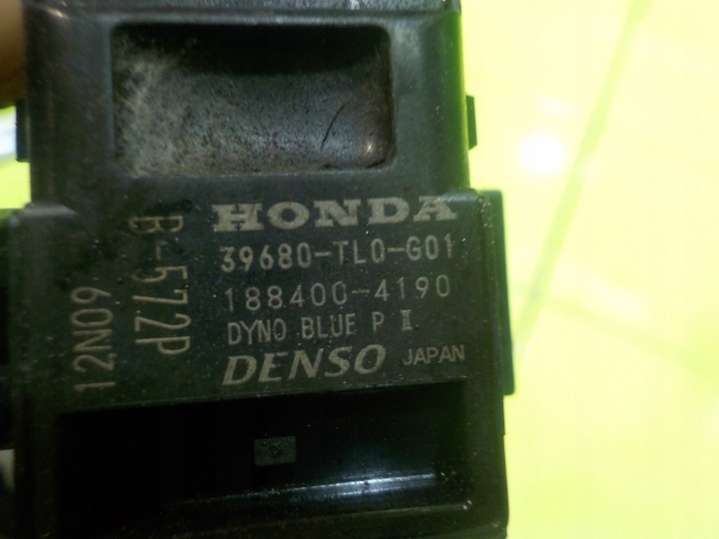 HONDA
39680-TL0-G01
188400-4190
DYNO BLUE P II
DENSO JAPAN
B-572P
12N09